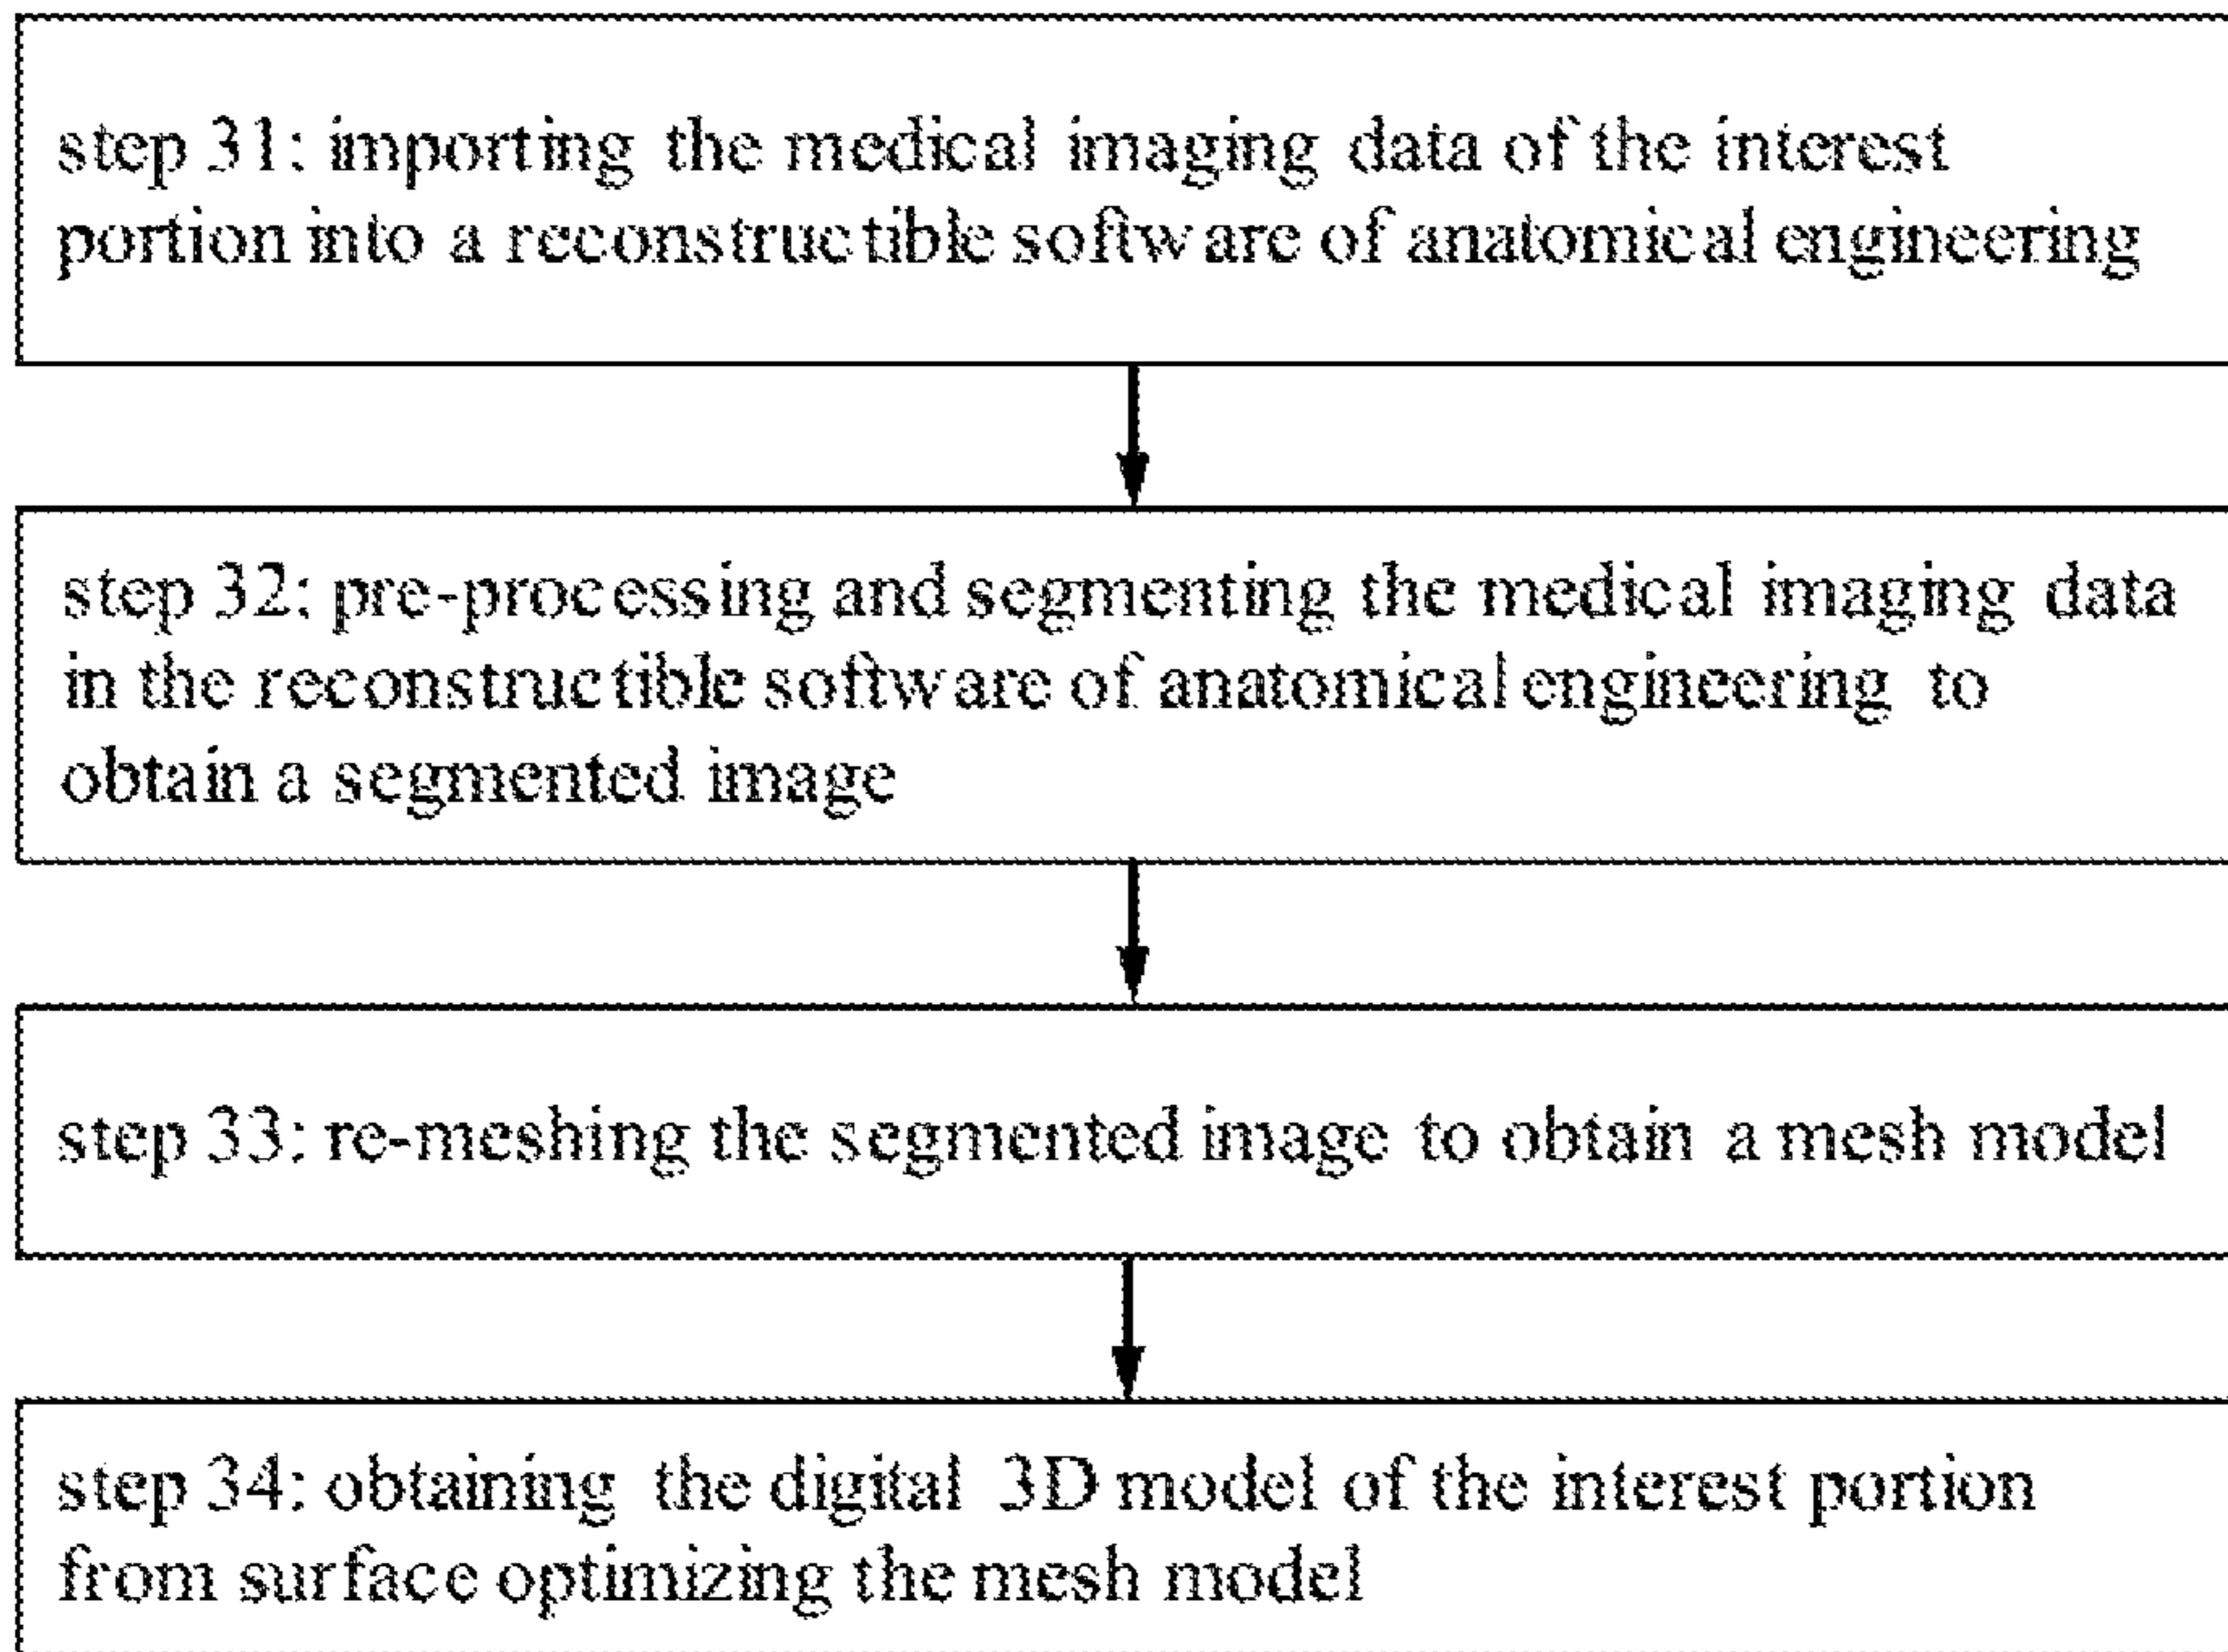 step 31: importing the medical imaging data of the interest
portion into a reconstructible software of anatomical engineering
step 32: pre-processing and segmenting the medical imaging data
in the reconstructible software of anatomical engineering to
obtain a segmented image
step 33: re-meshing the segmented image to obtain a mesh model
step 34: obtaining the digital 3D model of the interest portion
from surface optimizing the mesh model